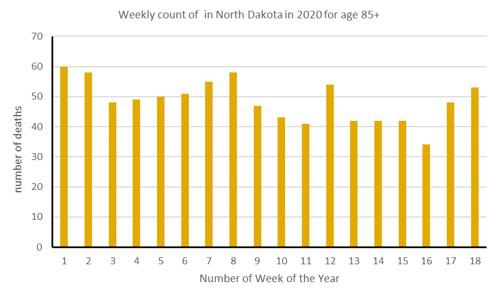 Weekly count of  in North Dakota in 2020 for age 85+
70
60
50
40
30
20
10
0
number of deaths
1 2 3 4 5 6 7 8 9 10 11 12 13 14 15 16 17 18
Number of Week of the Year